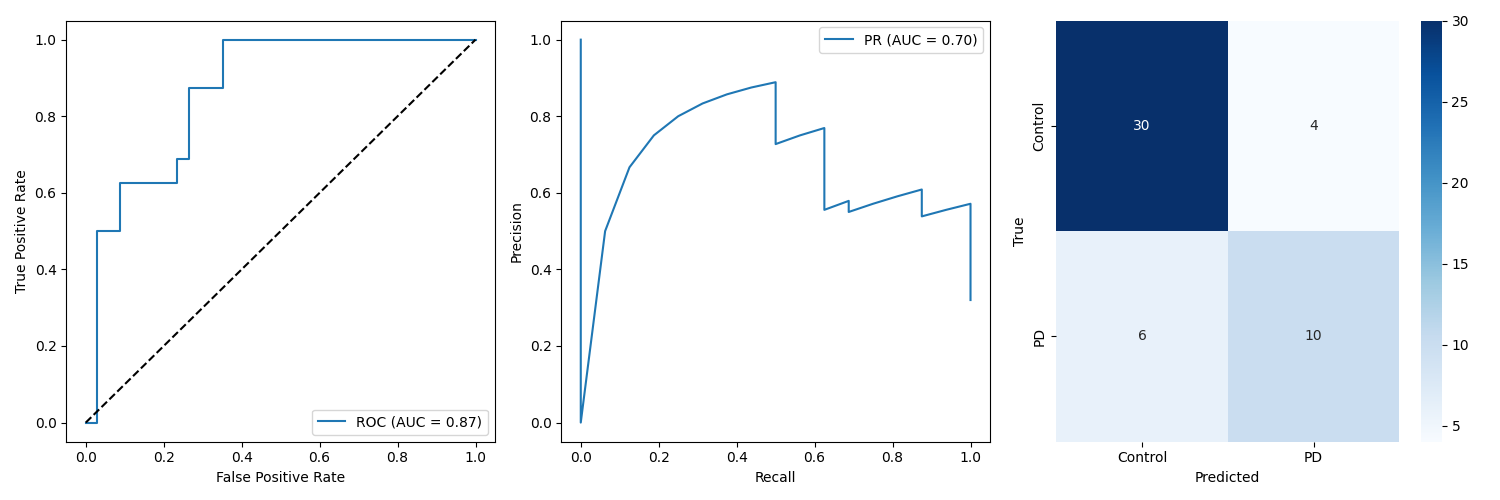 1.0
0.8
0.6
0.4
0.2
0.0
True Positive Rate
0.0 0.2 0.4 0.6 0.8 1.0
False Positive Rate
ROC (AUC = 0.87)
1.0
0.8
0.6
0.4
0.2
0.0
Precision
0.0 0.2 0.4 0.6 0.8 1.0
Recall
PR (AUC = 0.70)
True
Control
PD
30 4
6 10
Control PD
Predicted
30
25
20
15
10
5